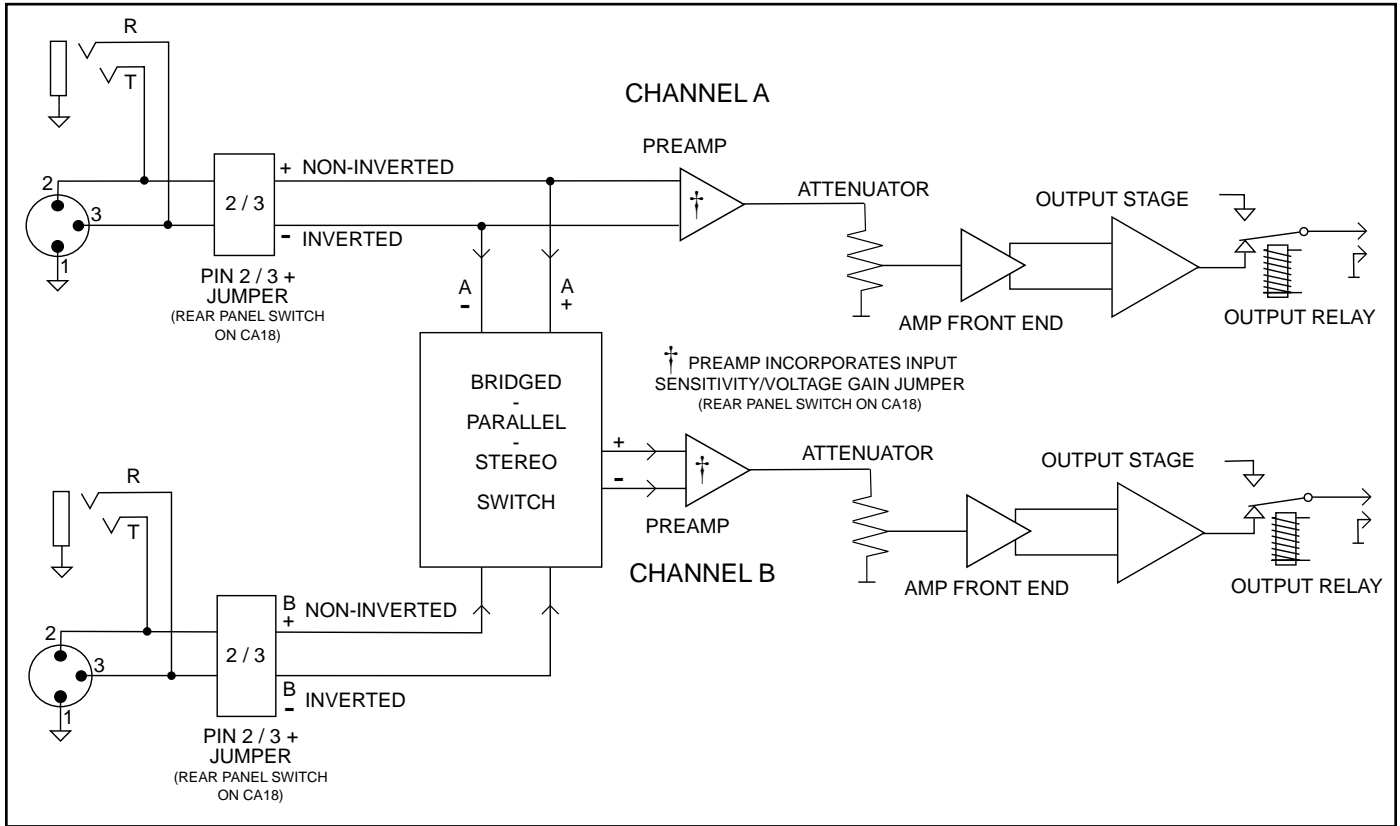 R
T
2
3
1
2 / 3
PIN 2 / 3 +
JUMPER
(REAR PANEL SWITCH
ON CA18)
+ NON-INVERTED
- INVERTED
A
-
A
+
CHANNEL A
PREAMP
†
ATTENUATOR
AMP FRONT END
OUTPUT STAGE
OUTPUT RELAY
BRIDGED
-
PARALLEL
-
STEREO
SWITCH
† PREAMP INCORPORATES INPUT
SENSITIVITY/VOLTAGE GAIN JUMPER
(REAR PANEL SWITCH ON CA18)
+
-
†
PREAMP
CHANNEL B
ATTENUATOR
AMP FRONT END
OUTPUT STAGE
OUTPUT RELAY
R
T
2
3
1
2 / 3
PIN 2 / 3 +
JUMPER
(REAR PANEL SWITCH
ON CA18)
B
+ NON-INVERTED
B
- INVERTED